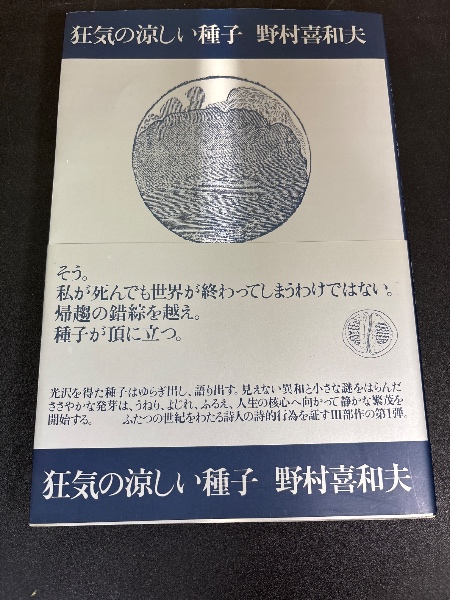 狂気の涼しい種子 野村喜和夫
そう。
私が死んでも世界が終わってしまうわけではない。
帰趨の錯綜を越え。
種子が頂に立つ。
光沢を得た種子はゆらぎ出し、語り出す。見えない異和と小さな謎をはらんだ
ささやかな発芽は、うねり、よじれ、ふるえ、人生の核心へ向かって静かな繁茂を
開始する。 ふたつの世紀をわたる詩人の詩的行為を証すIII部作の第1弾。
狂気の涼しい種子 野村喜和夫